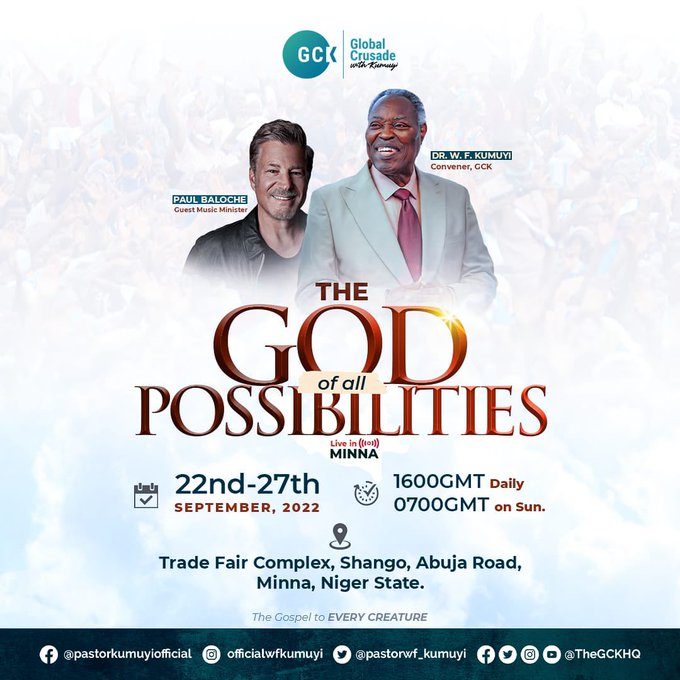 GCK
Global
Crusade
with Kumuyi
DR. W. F. KUMUYI
Convener, GCK
PAUL BALOCHE
Guest Music Minister
THE
GOD
of all
POSSIBILITIES
Live in
MINNA
22nd-27th
SEPTEMBER, 2022
1600GMT Daily
0700GMT on Sun.
Trade Fair Complex, Shango, Abuja Road,
Minna, Niger State.
The Gospel to EVERY CREATURE
@pastorkumuyiofficial officialwfkumuyi @pastorwf_kumuyi @TheGCKHQ